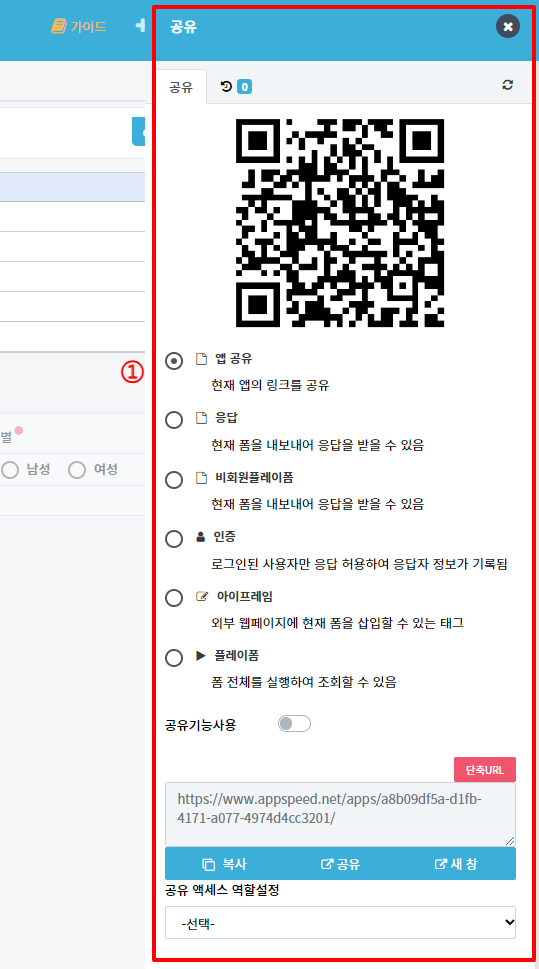 가이드
공유
공유
0
앱 공유
현재 앱의 링크를 공유
①
응답
현재 폼을 내보내어 응답을 받을 수 있음
별
남성
여성
비회원플레이폼
현재 폼을 내보내어 응답을 받을 수 있음
인증
로그인된 사용자만 응답 허용하여 응답자 정보가 기록됨
아이프레임
외부 웹페이지에 현재 폼을 삽입할 수 있는 태그
플레이폼
폼 전체를 실행하여 조회할 수 있음
공유기능사용
단축URL
https://www.appspeed.net/apps/a8b09df5a-d1fb-
4171-a077-4974d4cc3201/
복사
공유
새 창
공유 액세스 역할설정
-선택-